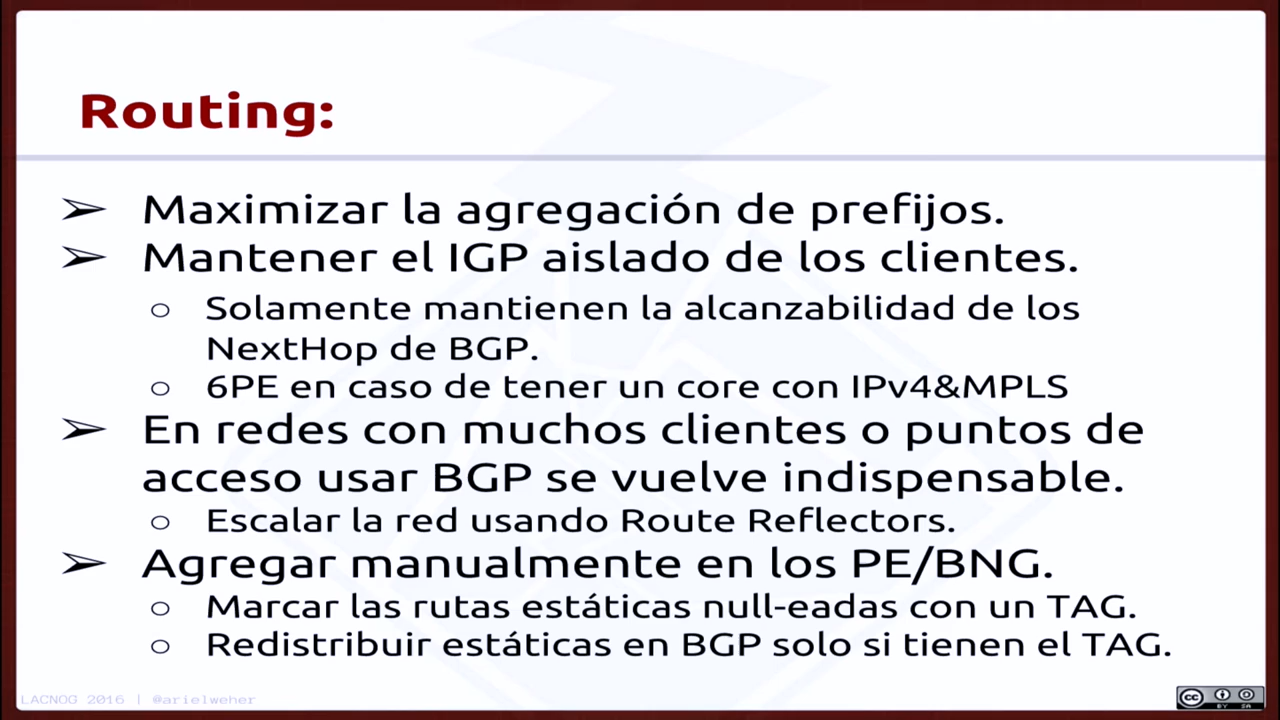 Routing:
➢ Maximizar la agregación de prefijos.
➢ Mantener el IGP aislado de los clientes.
○ Solamente mantienen la alcanzabilidad de los
NextHop de BGP.
○ 6PE en caso de tener un core con IPv4&MPLS
➢ En redes con muchos clientes o puntos de
acceso usar BGP se vuelve indispensable.
○ Escalar la red usando Route Reflectors.
➢ Agregar manualmente en los PE/BNG.
○ Marcar las rutas estáticas null-eadas con un TAG.
○ Redistribuir estáticas en BGP solo si tienen el TAG.
LACNOG 2016 | @arielweher
cc BY SA